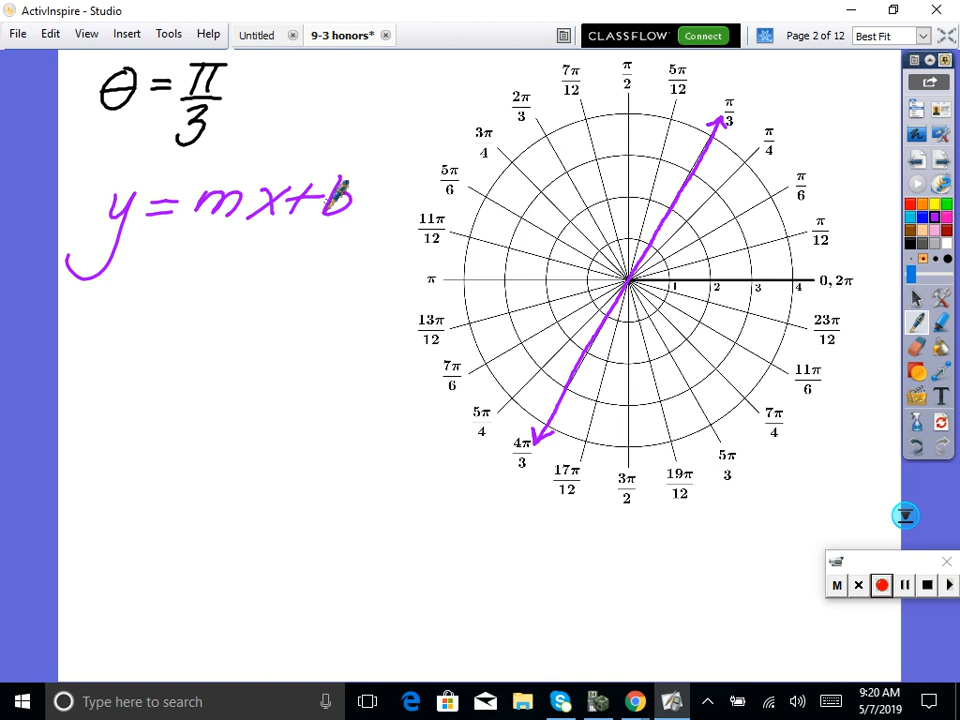 ActivInspire - Studio
File Edit View Insert Tools Help
Untitled
9-3 honors*
CLASSFLOW Connect
Page 2 of 12
Best Fit
θ = π/3
y = mx+b
π/2
7π/12
5π/12
2π/3
π/3
3π/4
π/4
5π/6
π/6
11π/12
π/12
π
1 2 3 4
0, 2π
13π/12
23π/12
7π/6
11π/6
5π/4
7π/4
4π/3
5π/3
17π/12
3π/2
19π/12
T
M
Type here to search
9:20 AM
5/7/2019